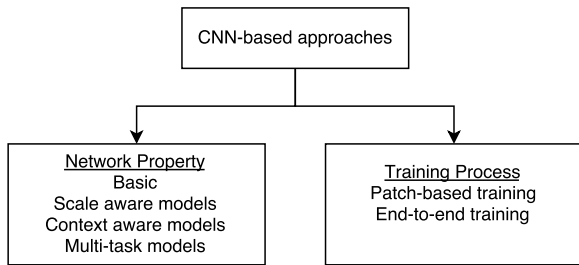 CNN-based approaches
Network Property
Basic
Scale aware models
Context aware models
Multi-task models
Training Process
Patch-based training
End-to-end training